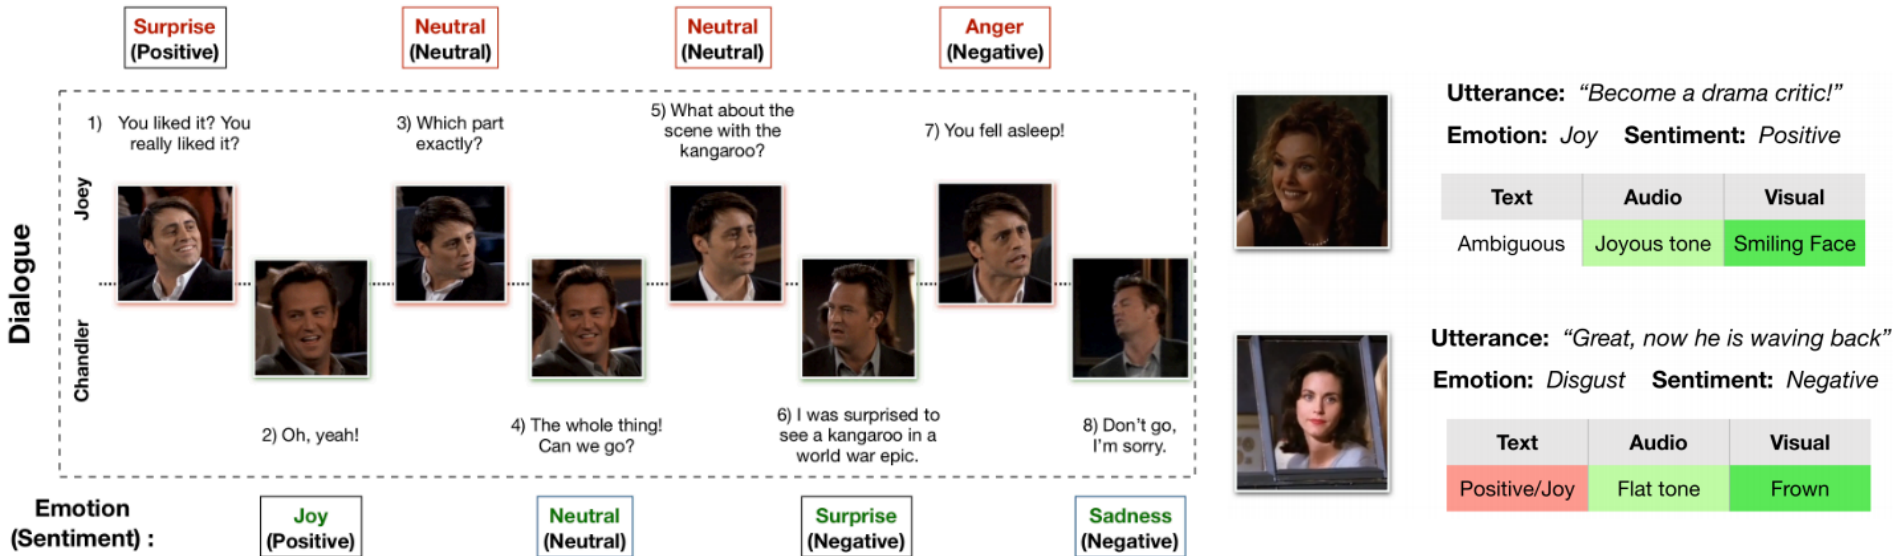 Surprise
(Positive)
Neutral
(Neutral)
Neutral
(Neutral)
Anger
(Negative)
Dialogue
Joey
Chandler
1) You liked it? You
really liked it?
3) Which part
exactly?
5) What about the
scene with the
kangaroo?
7) You fell asleep!
2) Oh, yeah!
4) The whole thing!
Can we go?
6) I was surprised to
see a kangaroo in a
world war epic.
8) Don’t go,
I’m sorry.
Emotion
(Sentiment) :
Joy
(Positive)
Neutral
(Neutral)
Surprise
(Negative)
Sadness
(Negative)
Utterance: “Become a drama critic!”
Emotion: Joy Sentiment: Positive
Text Audio Visual
Ambiguous Joyous tone Smiling Face
Utterance: “Great, now he is waving back”
Emotion: Disgust Sentiment: Negative
Text Audio Visual
Positive/Joy Flat tone Frown